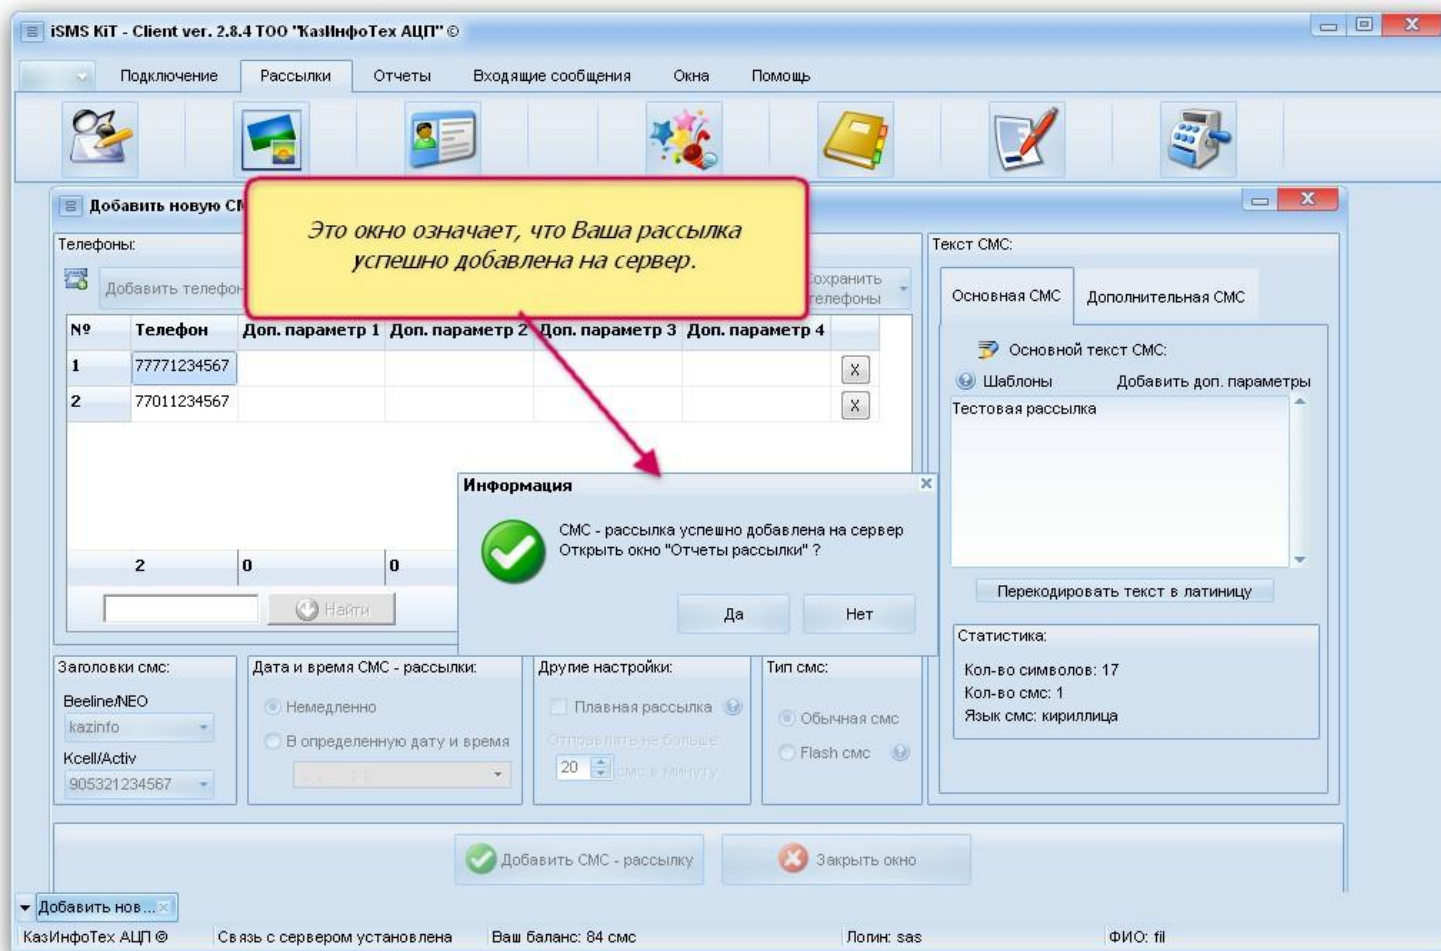 iSMS KiT - Client ver. 2.8.4 ТОО "КазИнфоТех АЦП" ©
Подключение Рассылки Отчеты Входящие сообщения Окна Помощь
Добавить новую
Это окно означает, что Ваша рассылка
успешно добавлена на сервер.
Телефоны:
Добавить
Сохранить
телефоны
№ Телефон Доп. параметр 1 Доп. параметр 2 Доп. параметр 3 Доп. параметр 4
1 77771234567 X
2 77011234567 X
2 0 0
Найти
Текст СМС:
Основная СМС Дополнительная СМС
Основной текст СМС:
Шаблоны Добавить доп. параметры
Тестовая рассылка
Перекодировать текст в латиницу
Статистика:
Кол-во символов: 17
Кол-во смс: 1
Язык смс: кириллица
Информация
СМС - рассылка успешно добавлена на сервер
Открыть окно "Отчеты рассылки" ?
Да Нет
Заголовки смс:
Beeline/NEO
kazinfo
Kcell/Activ
905321234567
Дата и время СМС - рассылки:
Немедленно
В определенную дату и время
Другие настройки:
Плавная рассылка
Отправлять не больше
20 смс в минуту
Тип смс:
Обычная смс
Flash смс
Добавить СМС - рассылку Закрыть окно
Добавить нов...
КазИнфоТех АЦП © Связь с сервером установлена Ваш баланс: 84 смс Логин: sas ФИО: fil